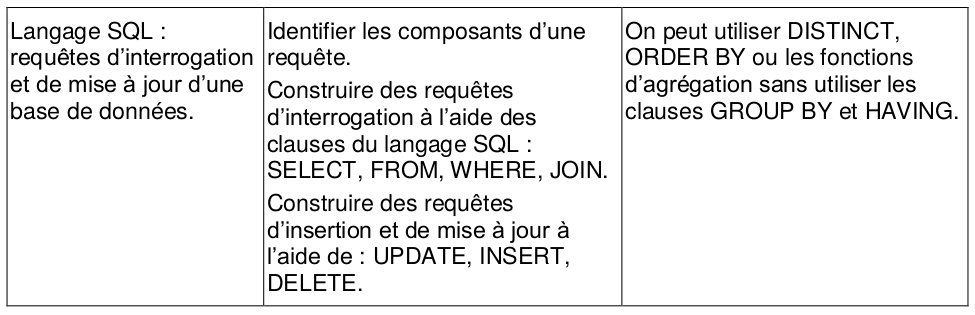 Langage SQL :
requêtes d'interrogation
et de mise à jour d'une
base de données.
Identifier les composants d'une
requête.
Construire des requêtes
d'interrogation à l'aide des
clauses du langage SQL :
SELECT, FROM, WHERE, JOIN.
Construire des requêtes
d'insertion et de mise à jour à
l'aide de : UPDATE, INSERT,
DELETE.
On peut utiliser DISTINCT,
ORDER BY ou les fonctions
d'agrégation sans utiliser les
clauses GROUP BY et HAVING.